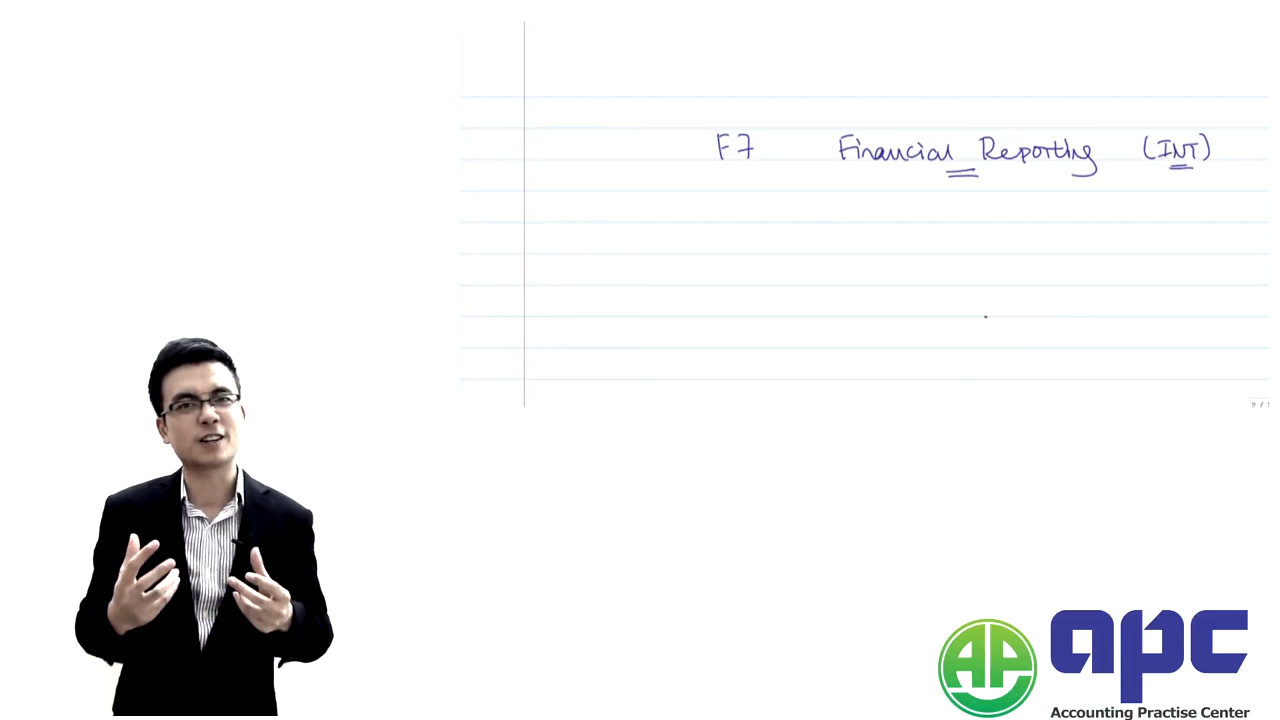 F7 Financial Reporting (INT)
AP
apc
Accounting Practise Center